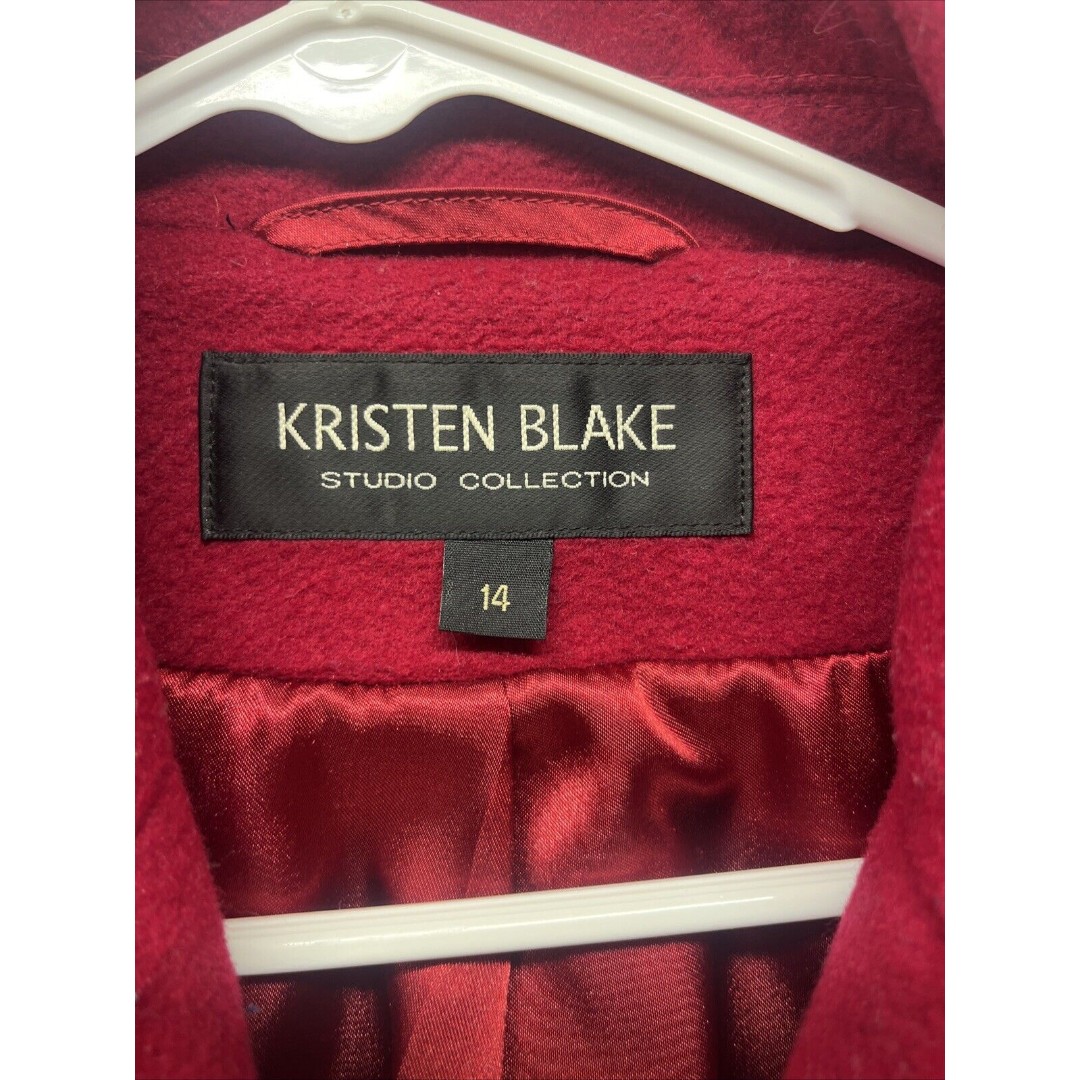 KRISTEN BLAKE
STUDIO COLLECTION
14